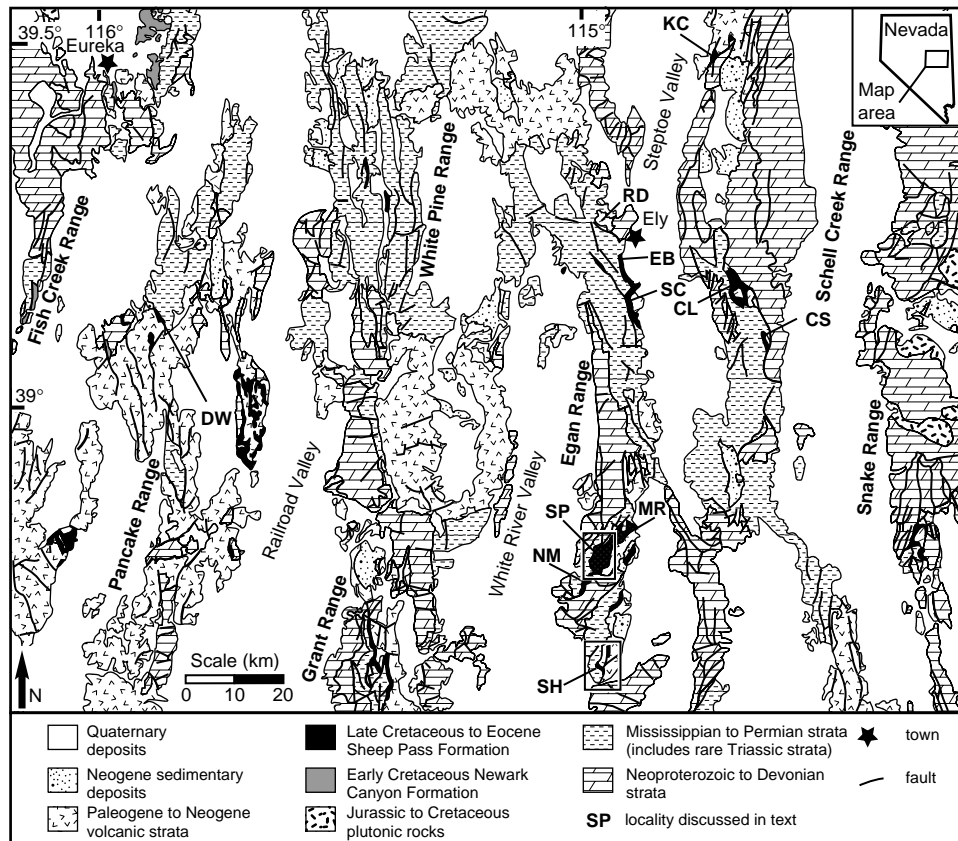 39.5°
116°
Eureka
115°
KC
Nevada
Map
area
Steptoe Valley
White Pine Range
Schell Creek Range
Fish Creek Range
RD
Ely
EB
SC
CL
CS
39°
DW
Egan Range
Snake Range
Pancake Range
Railroad Valley
White River Valley
SP
MR
NM
Grant Range
SH
N
Scale (km)
0 10 20
Quaternary
deposits
Neogene sedimentary
deposits
Paleogene to Neogene
volcanic strata
Late Cretaceous to Eocene
Sheep Pass Formation
Early Cretaceous Newark
Canyon Formation
Jurassic to Cretaceous
plutonic rocks
Mississippian to Permian strata
(includes rare Triassic strata)
Neoproterozoic to Devonian
strata
SP locality discussed in text
town
fault